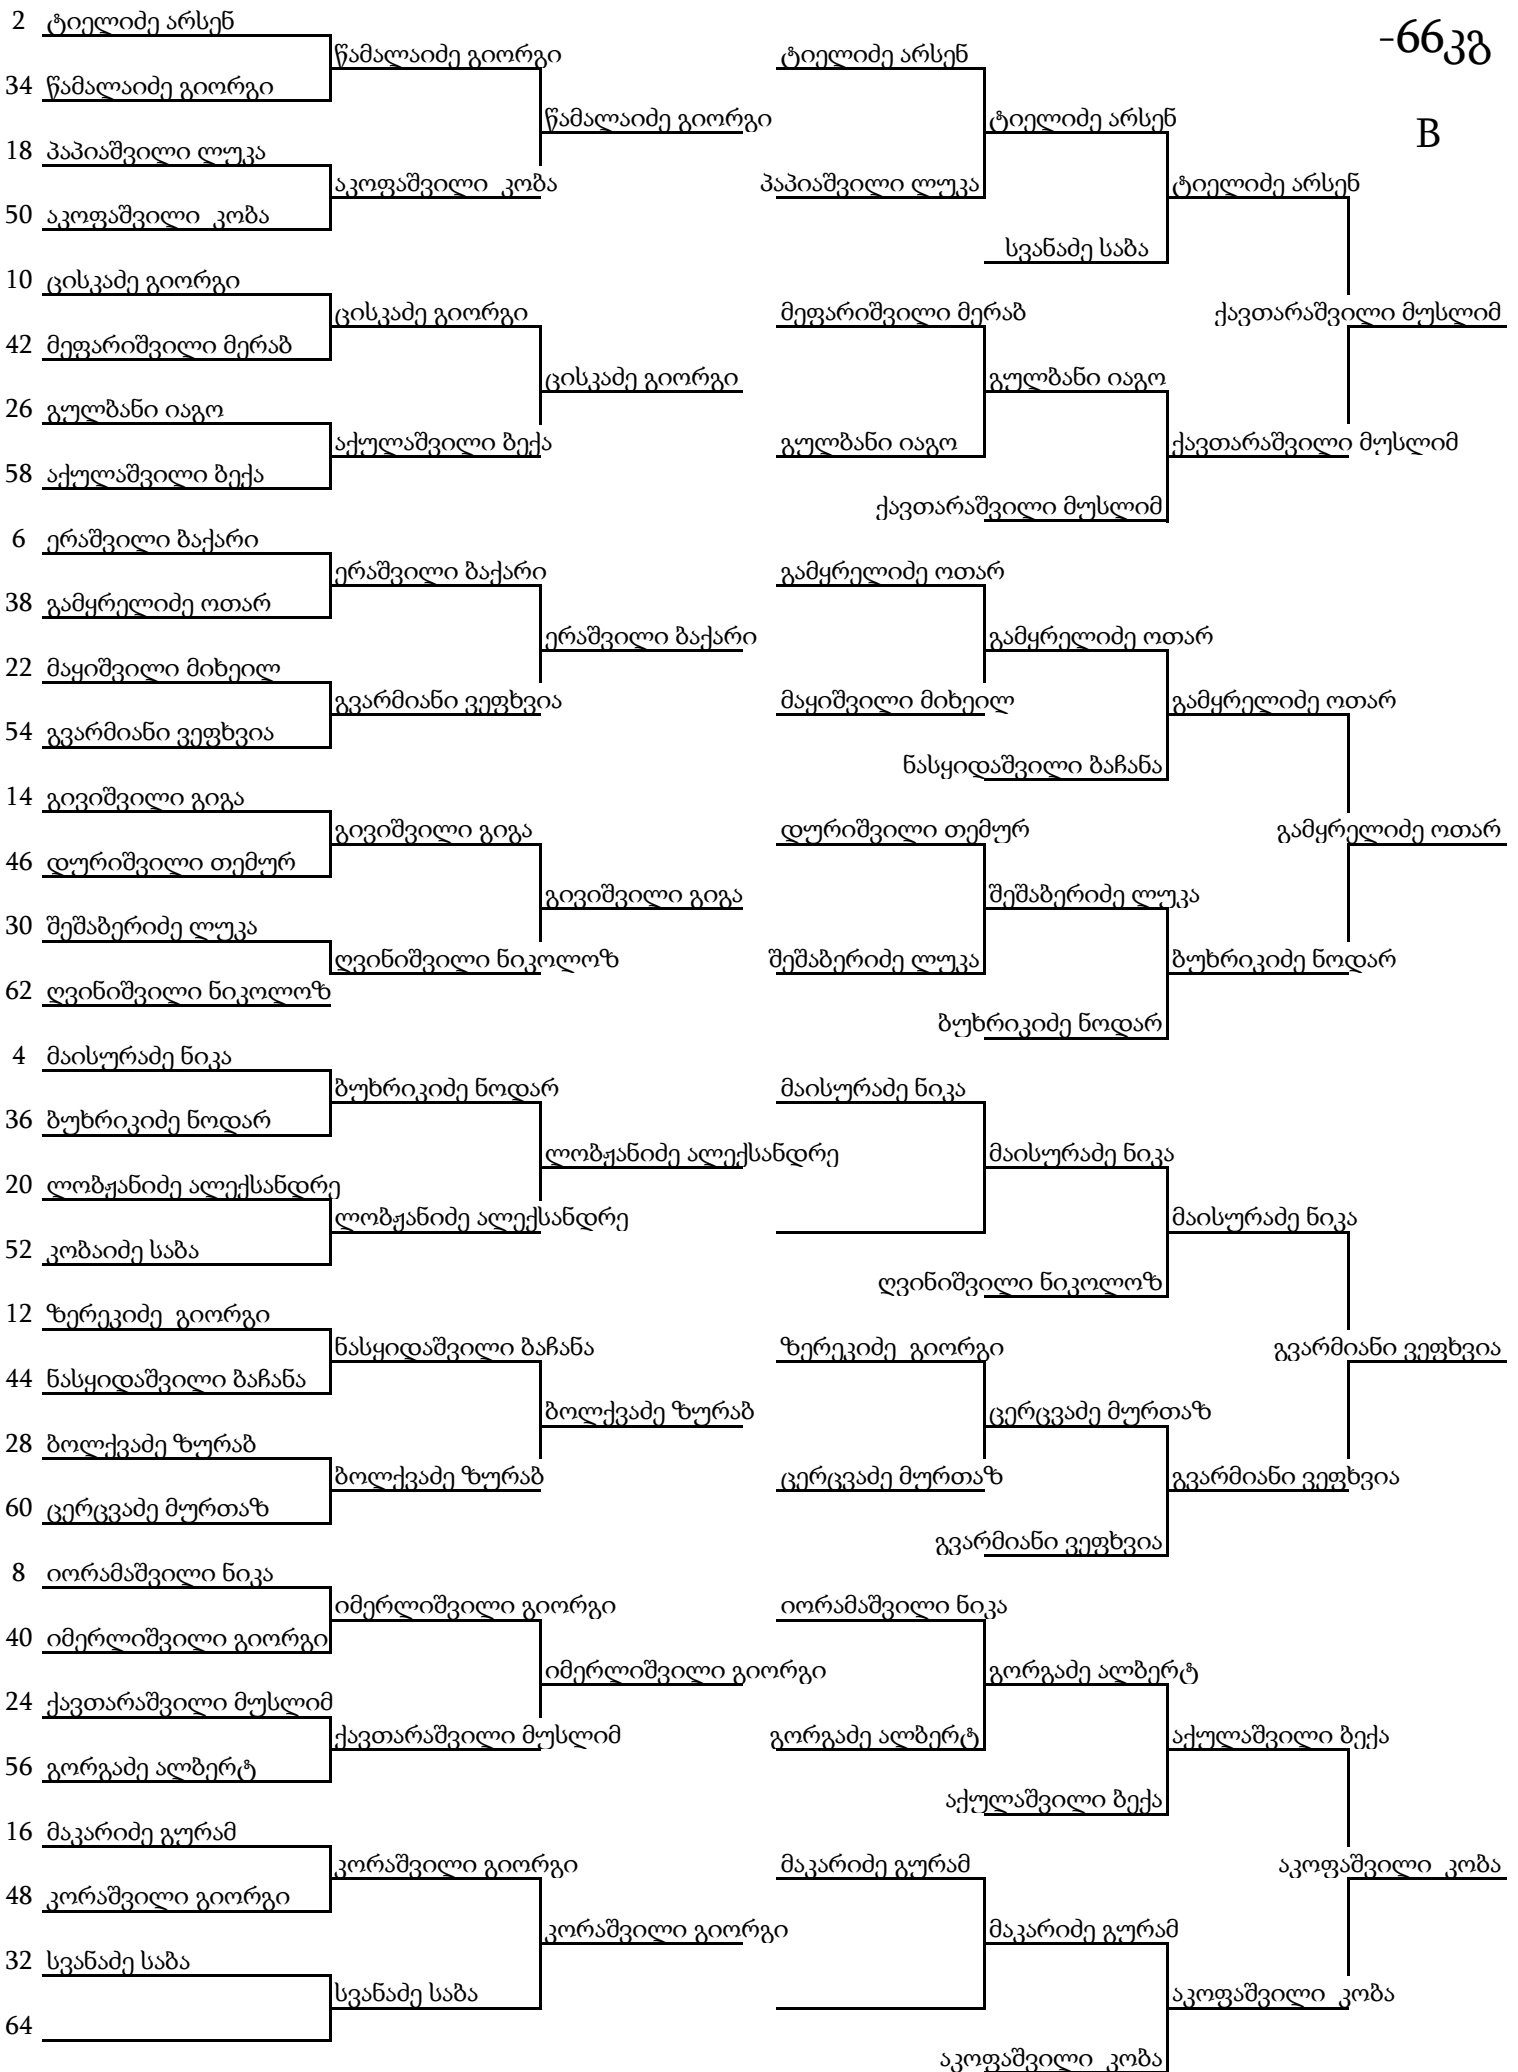 -66კგ
B
2 ტიელიძე არსენ
34 წამალაიძე გიორგი
18 პაპიაშვილი ლუკა
50 აკოფაშვილი კობა
10 ცისკაძე გიორგი
42 მეფარიშვილი მერაბ
26 გულბანი იაგო
58 აქულაშვილი ბექა
6 ერაშვილი ბაქარი
38 გამყრელიძე ოთარ
22 მაყიშვილი მიხეილ
54 გვარმიანი ვეფხვია
14 გივიშვილი გიგა
46 დურიშვილი თემურ
30 შეშაბერიძე ლუკა
62 ღვინიშვილი ნიკოლოზ
4 მაისურაძე ნიკა
36 ბუხრიკიძე ნოდარ
20 ლობჟანიძე ალექსანდრე
52 კობაიძე საბა
12 ზერეკიძე გიორგი
44 ნასყიდაშვილი ბაჩანა
28 ბოლქვაძე ზურაბ
60 ცერცვაძე მურთაზ
8 იორამაშვილი ნიკა
40 იმერლიშვილი გიორგი
24 ქავთარაშვილი მუსლიმ
56 გორგაძე ალბერტ
16 მაკარიძე გურამ
48 კორაშვილი გიორგი
32 სვანაძე საბა
64
წამალაიძე გიორგი
აკოფაშვილი კობა
ცისკაძე გიორგი
აქულაშვილი ბექა
ერაშვილი ბაქარი
გვარმიანი ვეფხვია
გივიშვილი გიგა
ღვინიშვილი ნიკოლოზ
ბუხრიკიძე ნოდარ
ლობჟანიძე ალექსანდრე
ნასყიდაშვილი ბაჩანა
ბოლქვაძე ზურაბ
იმერლიშვილი გიორგი
ქავთარაშვილი მუსლიმ
კორაშვილი გიორგი
სვანაძე საბა
წამალაიძე გიორგი
ცისკაძე გიორგი
ერაშვილი ბაქარი
გივიშვილი გიგა
ლობჟანიძე ალექსანდრე
ბოლქვაძე ზურაბ
იმერლიშვილი გიორგი
კორაშვილი გიორგი
ტიელიძე არსენ
პაპიაშვილი ლუკა
მეფარიშვილი მერაბ
გულბანი იაგო
გამყრელიძე ოთარ
მაყიშვილი მიხეილ
დურიშვილი თემურ
შეშაბერიძე ლუკა
მაისურაძე ნიკა
ზერეკიძე გიორგი
ცერცვაძე მურთაზ
იორამაშვილი ნიკა
გორგაძე ალბერტ
მაკარიძე გურამ
ტიელიძე არსენ
სვანაძე საბა
გულბანი იაგო
ქავთარაშვილი მუსლიმ
გამყრელიძე ოთარ
ნასყიდაშვილი ბაჩანა
შეშაბერიძე ლუკა
ბუხრიკიძე ნოდარ
მაისურაძე ნიკა
ღვინიშვილი ნიკოლოზ
ცერცვაძე მურთაზ
გვარმიანი ვეფხვია
გორგაძე ალბერტ
აქულაშვილი ბექა
მაკარიძე გურამ
აკოფაშვილი კობა
ტიელიძე არსენ
ქავთარაშვილი მუსლიმ
გამყრელიძე ოთარ
ბუხრიკიძე ნოდარ
მაისურაძე ნიკა
გვარმიანი ვეფხვია
აქულაშვილი ბექა
აკოფაშვილი კობა
ქავთარაშვილი მუსლიმ
გამყრელიძე ოთარ
გვარმიანი ვეფხვია
აკოფაშვილი კობა